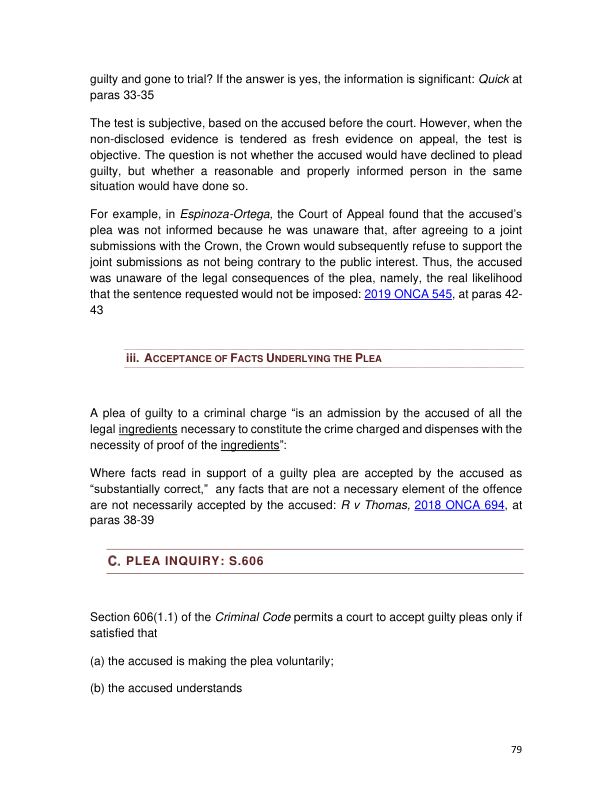 guilty and gone to trial? If the answer is yes, the information is significant: Quick at
paras 33-35
The test is subjective, based on the accused before the court. However, when the
non-disclosed evidence is tendered as fresh evidence on appeal, the test is
objective. The question is not whether the accused would have declined to plead
guilty, but whether a reasonable and properly informed person in the same
situation would have done so.
For example, in Espinoza-Ortega, the Court of Appeal found that the accused's
plea was not informed because he was unaware that, after agreeing to a joint
submissions with the Crown, the Crown would subsequently refuse to support the
joint submissions as not being contrary to the public interest. Thus, the accused
was unaware of the legal consequences of the plea, namely, the real likelihood
that the sentence requested would not be imposed: 2019 ONCA 545, at paras 42-
43
iii. ACCEPTANCE OF FACTS UNDERLYING THE PLEA
A plea of guilty to a criminal charge “is an admission by the accused of all the
legal ingredients necessary to constitute the crime charged and dispenses with the
necessity of proof of the ingredients”:
Where facts read in support of a guilty plea are accepted by the accused as
“substantially correct,” any facts that are not a necessary element of the offence
are not necessarily accepted by the accused: R v Thomas, 2018 ONCA 694, at
paras 38-39
C. PLEA INQUIRY: S.606
Section 606(1.1) of the Criminal Code permits a court to accept guilty pleas only if
satisfied that
(a) the accused is making the plea voluntarily;
(b) the accused understands
79